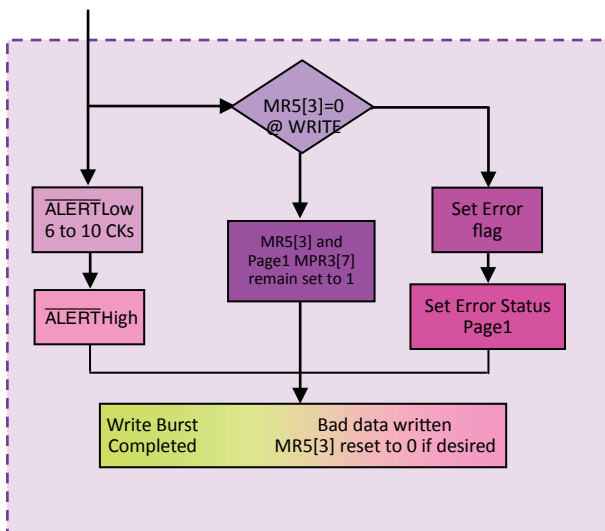 MR5[3]=0
@ WRITE
A̅L̅E̅R̅T̅Low
6 to 10 CKs
MR5[3] and
Page1 MPR3[7]
remain set to 1
Set Error
flag
A̅L̅E̅R̅T̅High
Set Error Status
Page1
Write Burst
Completed
Bad data written
MR5[3] reset to 0 if desired